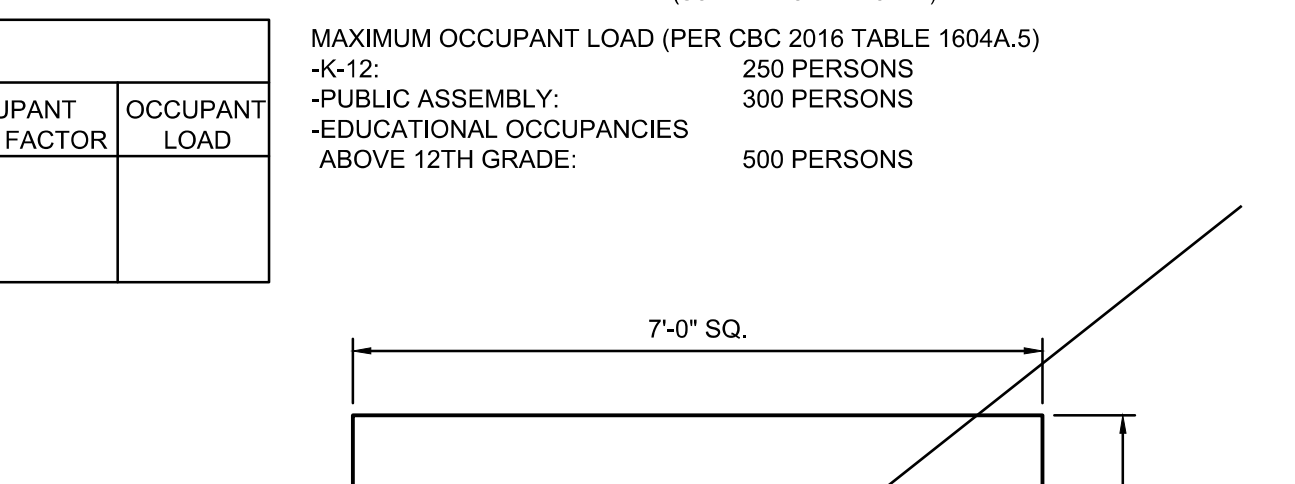 MAXIMUM OCCUPANT LOAD (PER CBC 2016 TABLE 1604A.5)
-K-12: 250 PERSONS
-PUBLIC ASSEMBLY: 300 PERSONS
-EDUCATIONAL OCCUPANCIES
ABOVE 12TH GRADE: 500 PERSONS
FACTOR
OCCUPANT
LOAD
7'-0" SQ.